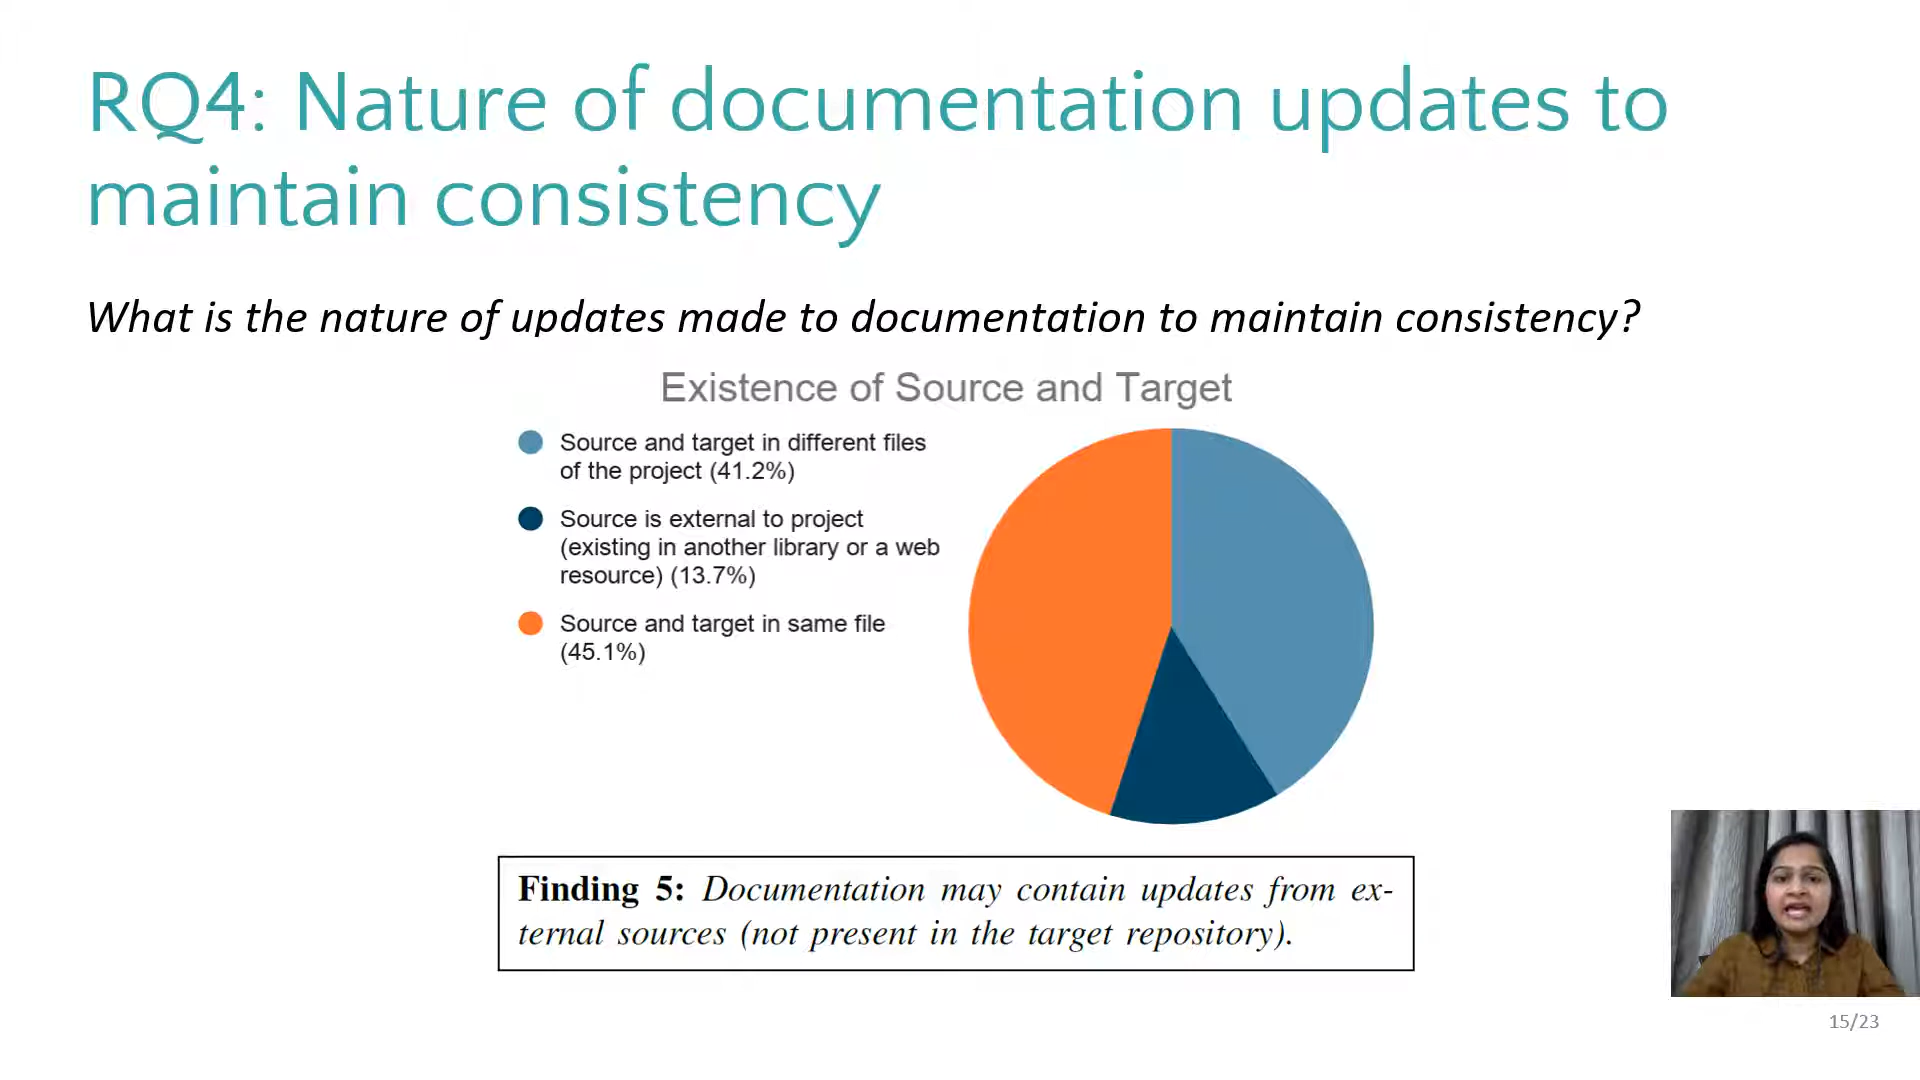 RQ4: Nature of documentation updates to
maintain consistency
What is the nature of updates made to documentation to maintain consistency?
Existence of Source and Target
Source and target in different files
of the project (41.2%)
Source is external to project
(existing in another library or a web
resource) (13.7%)
Source and target in same file
(45.1%)
Finding 5: Documentation may contain updates from ex-
ternal sources (not present in the target repository).
15/23